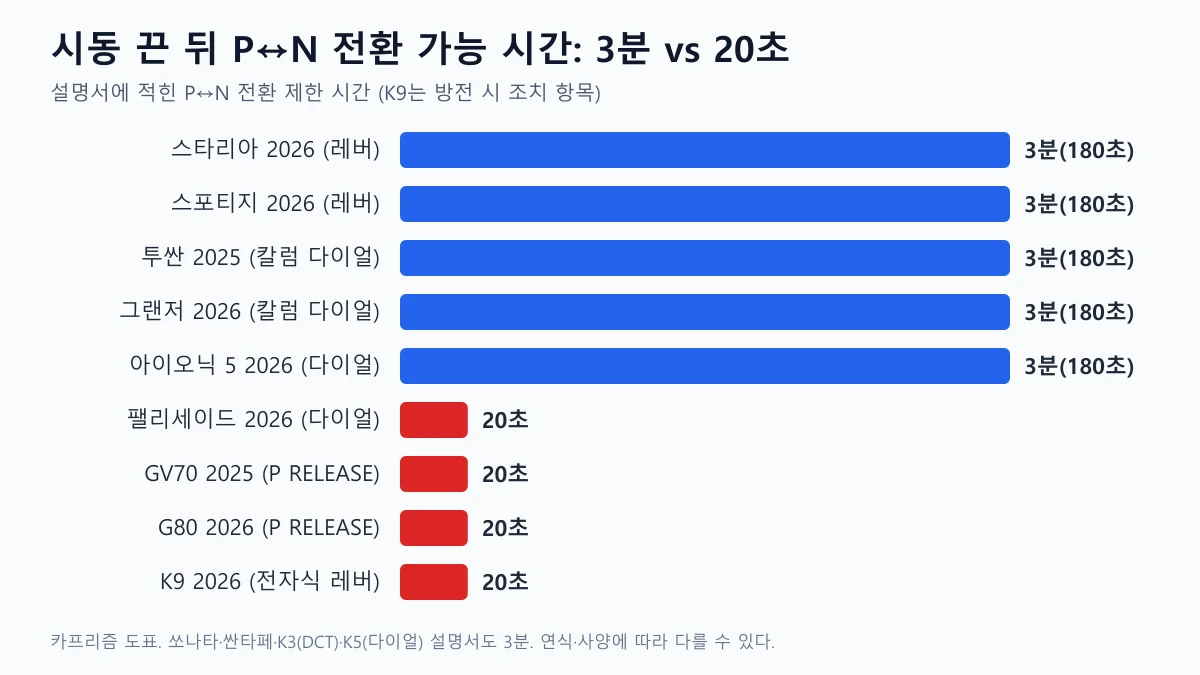 시동 끈 뒤 P↔N 전환 가능 시간: 3분 vs 20초
설명서에 적힌 P↔N 전환 제한 시간 (K9는 방전 시 조치 항목)
스타리아 2026 (레버) 3분(180초)
스포티지 2026 (레버) 3분(180초)
투싼 2025 (칼럼 다이얼) 3분(180초)
그랜저 2026 (칼럼 다이얼) 3분(180초)
아이오닉 5 2026 (다이얼) 3분(180초)
팰리세이드 2026 (다이얼) 20초
GV70 2025 (P RELEASE) 20초
G80 2026 (P RELEASE) 20초
K9 2026 (전자식 레버) 20초
카프리즘 도표. 쏘나타·싼타페·K3(DCT)·K5(다이얼) 설명서도 3분. 연식·사양에 따라 다를 수 있다.